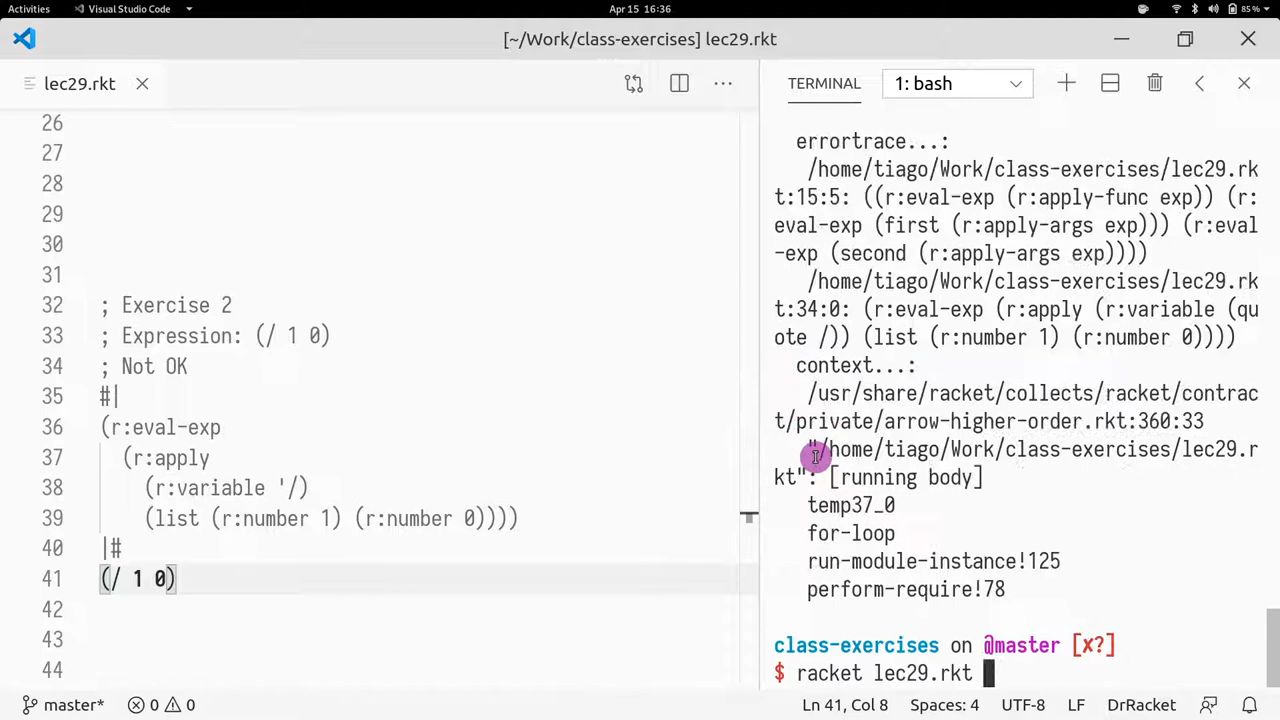 Activities
Visual Studio Code
Apr 15 16:36
85 %
[~/Work/class-exercises] lec29.rkt
lec29.rkt
26
27
28
29
30
31
32 ; Exercise 2
33 ; Expression: (/ 1 0)
34 ; Not OK
35 #|
36 (r:eval-exp
37 (r:apply
38 (r:variable '/)
39 (list (r:number 1) (r:number 0))))
40 |#
41 (/ 1 0)
42
43
44
TERMINAL
1: bash
errortrace...:
/home/tiago/Work/class-exercises/lec29.rk
t:15:5: ((r:eval-exp (r:apply-func exp)) (r:
eval-exp (first (r:apply-args exp))) (r:eval
-exp (second (r:apply-args exp))))
/home/tiago/Work/class-exercises/lec29.rk
t:34:0: (r:eval-exp (r:apply (r:variable (qu
ote /)) (list (r:number 1) (r:number 0))))
context...:
/usr/share/racket/collects/racket/contrac
t/private/arrow-higher-order.rkt:360:33
"/home/tiago/Work/class-exercises/lec29.r
kt": [running body]
temp37_0
for-loop
run-module-instance!125
perform-require!78
class-exercises on @master [x?]
$ racket lec29.rkt
master*
0
0
Ln 41, Col 8
Spaces: 4
UTF-8
LF
DrRacket